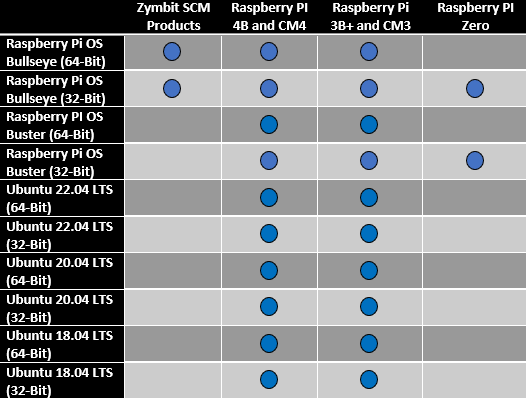 Zymbit SCM
Products
Raspberry PI
4B and CM4
Raspberry Pi
3B+ and CM3
Raspberry PI
Zero
Raspberry Pi OS
Bullseye (64-Bit)
Raspberry Pi OS
Bullseye (32-Bit)
Raspberry PI OS
Buster (64-Bit)
Raspberry Pi OS
Buster (32-Bit)
Ubuntu 22.04 LTS
(64-Bit)
Ubuntu 22.04 LTS
(32-Bit)
Ubuntu 20.04 LTS
(64-Bit)
Ubuntu 20.04 LTS
(32-Bit)
Ubuntu 18.04 LTS
(64-Bit)
Ubuntu 18.04 LTS
(32-Bit)